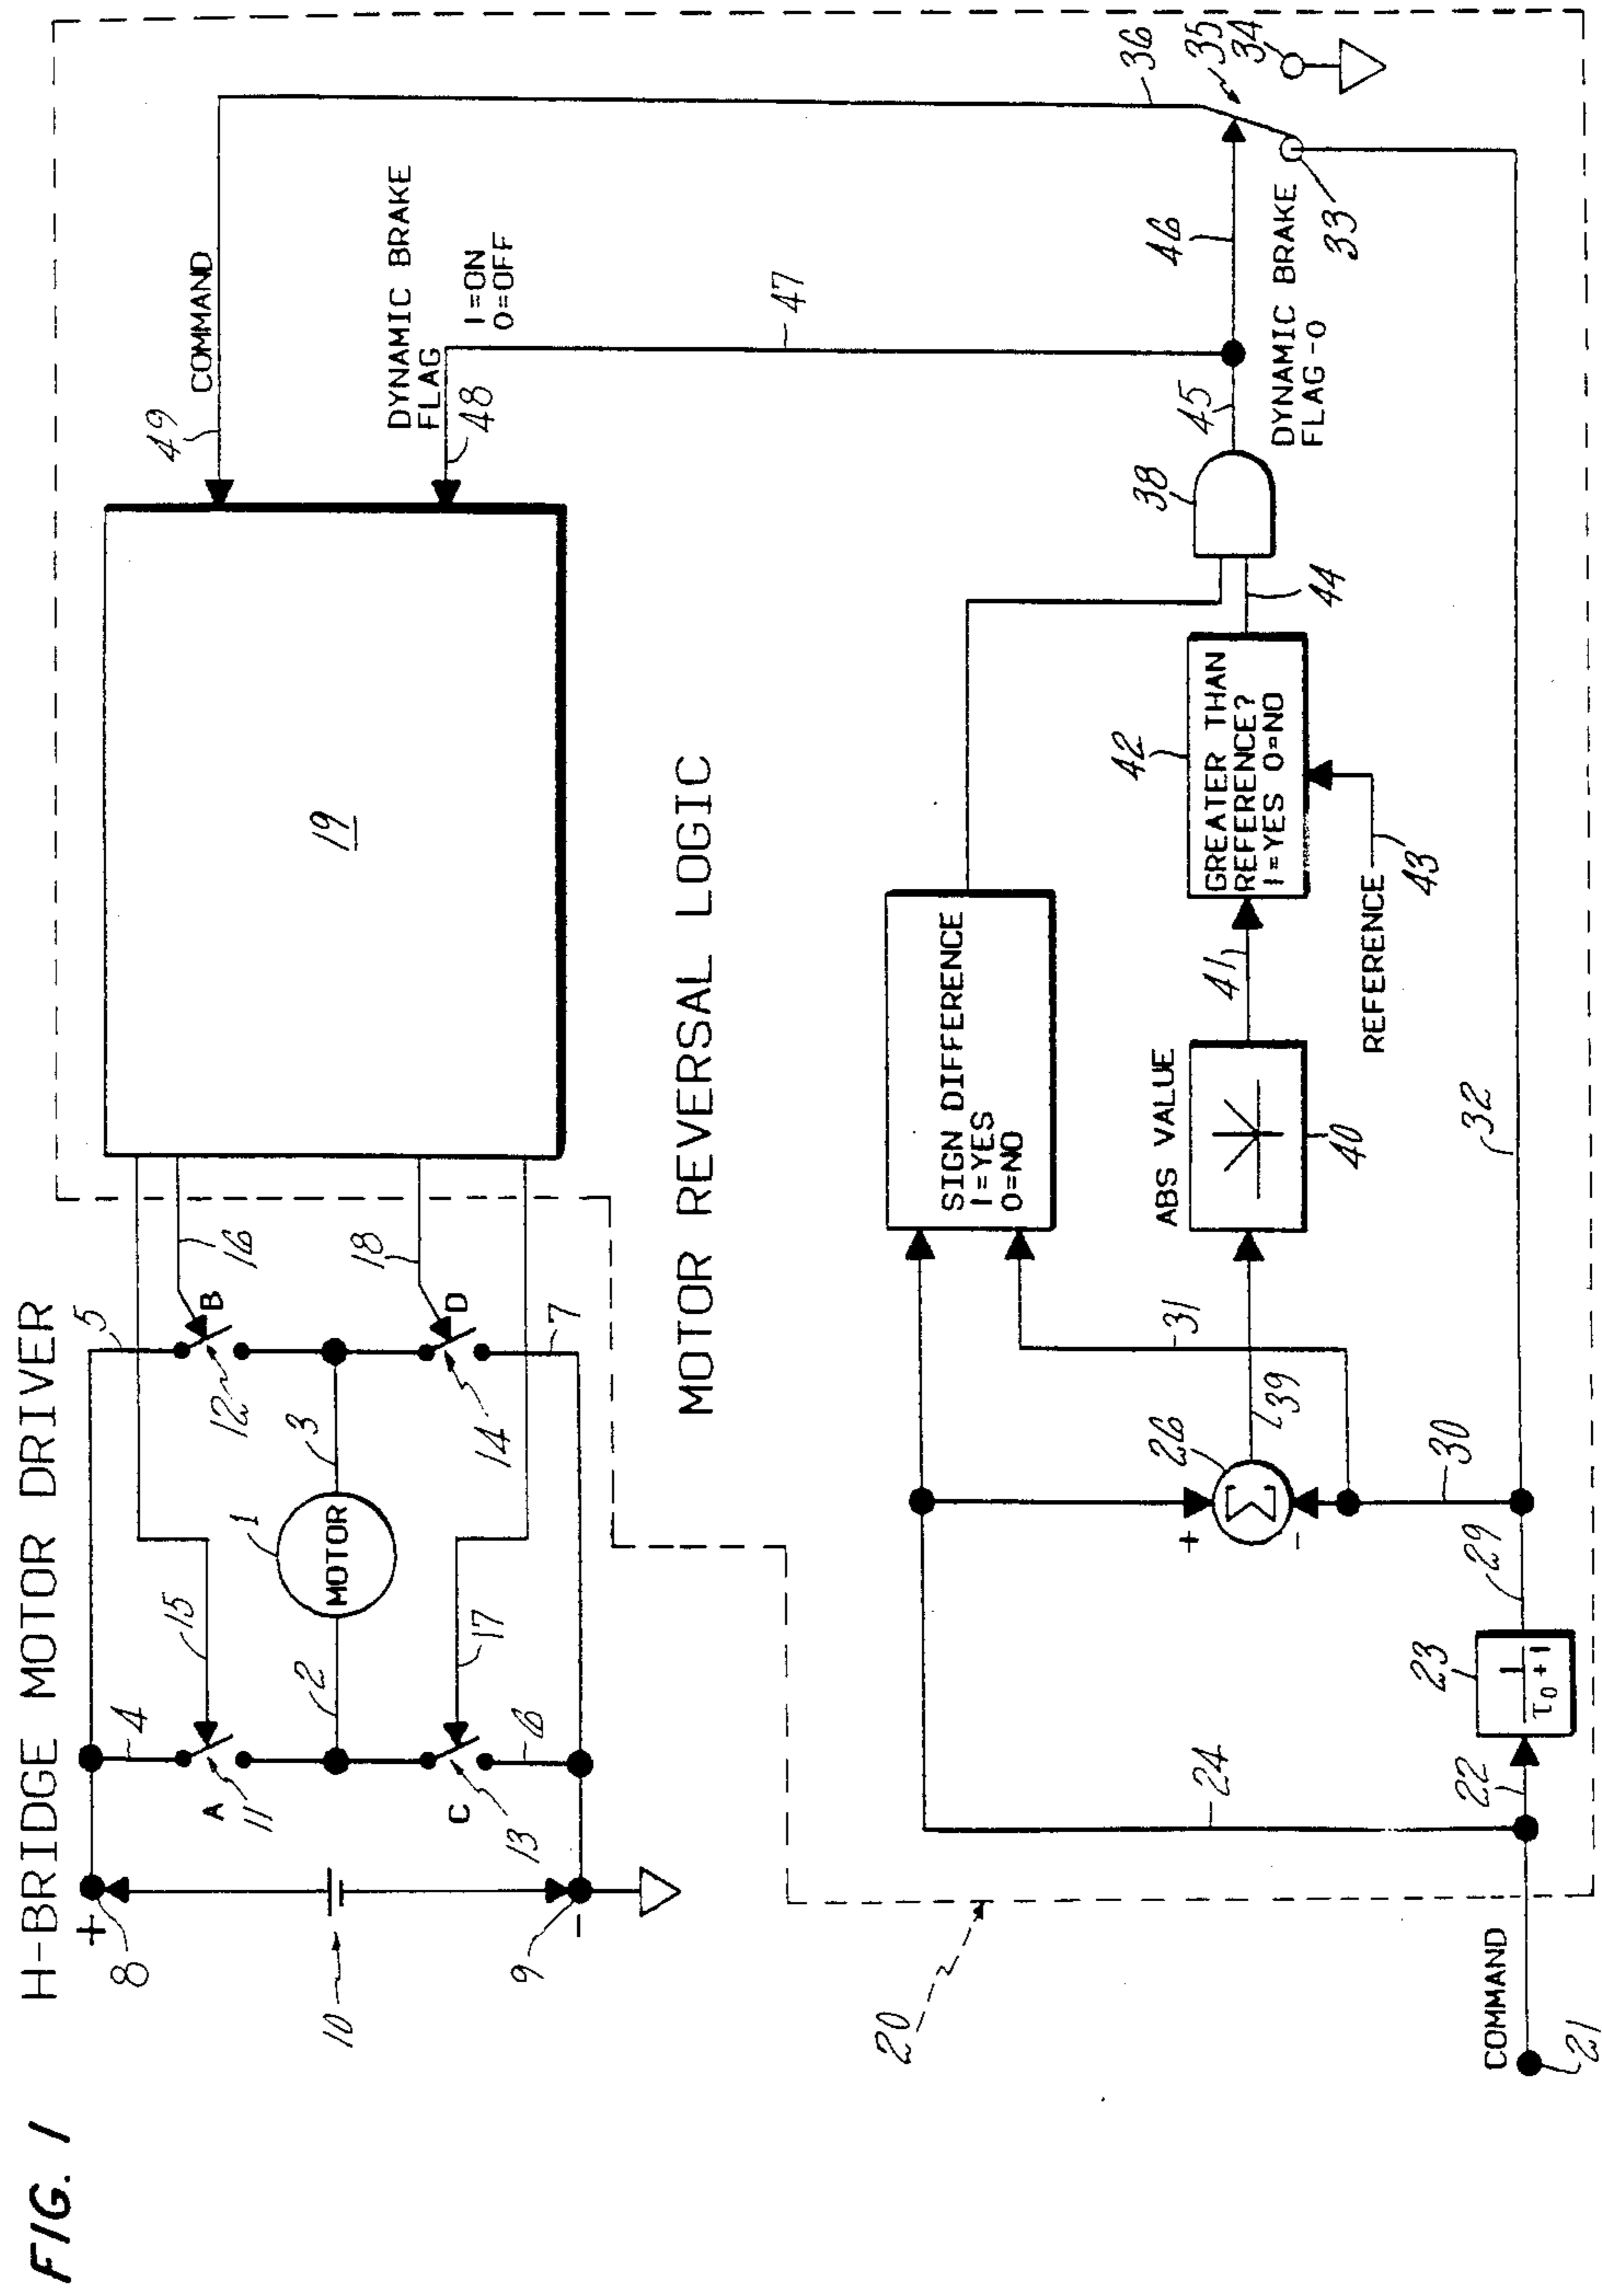 FIG. 1
H-BRIDGE MOTOR DRIVER
+
8
10
9
-
4
A
11
15
2
C
13
17
6
1
MOTOR
3
5
12
B
16
18
D
14
7
19
49
COMMAND
DYNAMIC BRAKE
FLAG
48
1=ON
0=OFF
47
36
35
34
MOTOR REVERSAL LOGIC
20
24
SIGN DIFFERENCE
1=YES
0=NO
26
+
Σ
-
39
31
ABS VALUE
40
41
42
GREATER THAN
REFERENCE?
1=YES 0=NO
REFERENCE
43
44
38
45
46
DYNAMIC BRAKE
FLAG-0
33
COMMAND
21
22
23
1
τ0+1
29
30
32